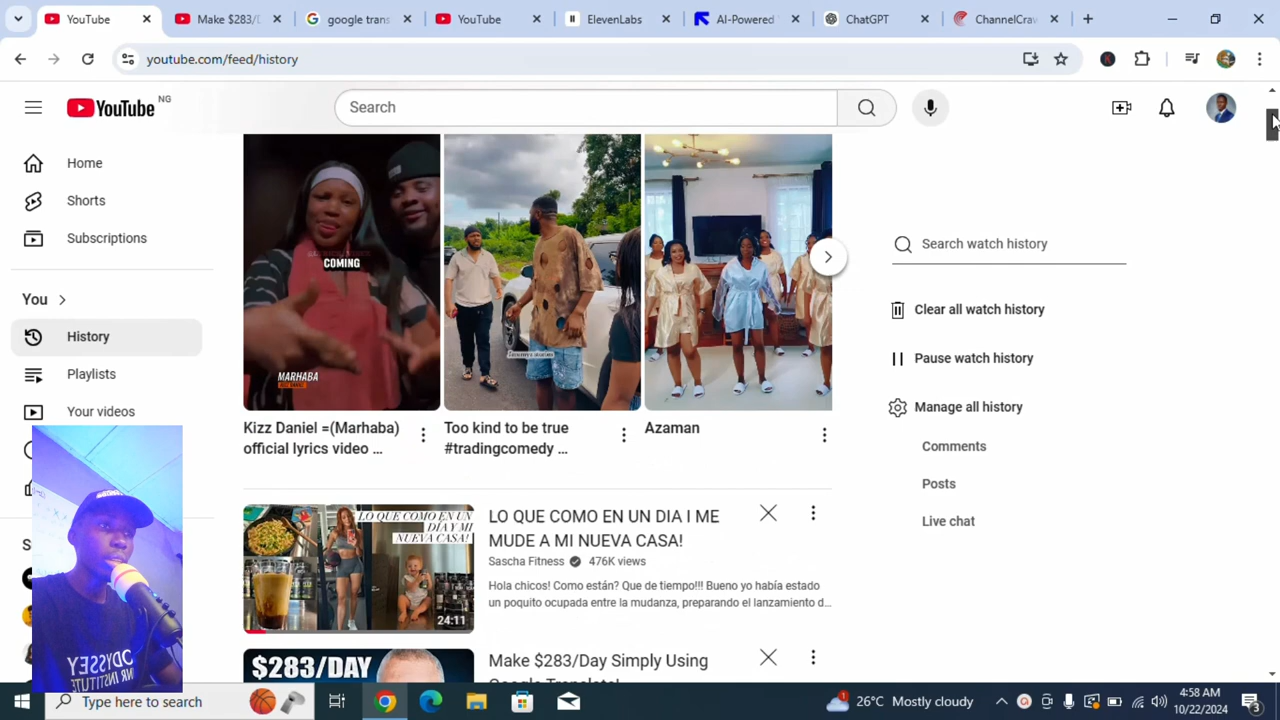 YouTube
Make $283/D
google trans
YouTube
ElevenLabs
AI-Powered
ChatGPT
ChannelCrav
youtube.com/feed/history
YouTube NG
Search
Home
Shorts
Subscriptions
You
History
Playlists
Your videos
COMING
MARHABA
Kizz Daniel =(Marhaba)
official lyrics video ...
Too kind to be true
#tradingcomedy ...
Azaman
Search watch history
Clear all watch history
Pause watch history
Manage all history
Comments
Posts
Live chat
LO QUE COMO EN UN
DIA Y MI
NUEVA CASA!
24:11
LO QUE COMO EN UN DIA I ME
MUDE A MI NUEVA CASA!
Sascha Fitness 476K views
Hola chicos! Como están? Que de tiempo!!! Bueno yo había estado
un poquito ocupada entre la mudanza, preparando el lanzamiento d...
$283/DAY
Make $283/Day Simply Using
Google Translate!
S
ODYSSEY
INSTITUTE
Type here to search
26°C Mostly cloudy
4:58 AM
10/22/2024
3